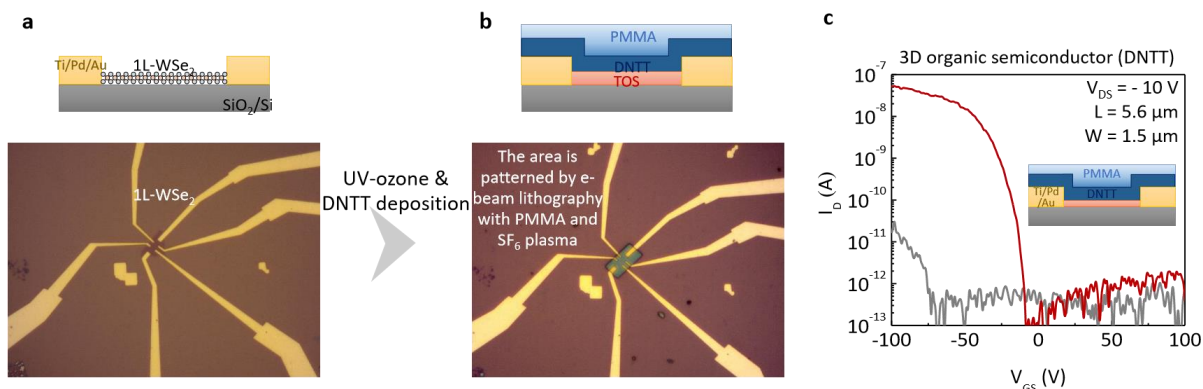 a
Ti/Pd/Au
1L-WSe2
SiO2/Si
1L-WSe2
UV-ozone &
DNTT deposition
b
PMMA
DNTT
TOS
The area is
patterned by e-
beam lithography
with PMMA and
SF6 plasma
c
3D organic semiconductor (DNTT)
VDS = - 10 V
L = 5.6 μm
W = 1.5 μm
PMMA
Ti/Pd
/Au
DNTT
ID (A)
10-7
10-8
10-9
10-10
10-11
10-12
10-13
-100 -50 0 50 100
VGS (V)